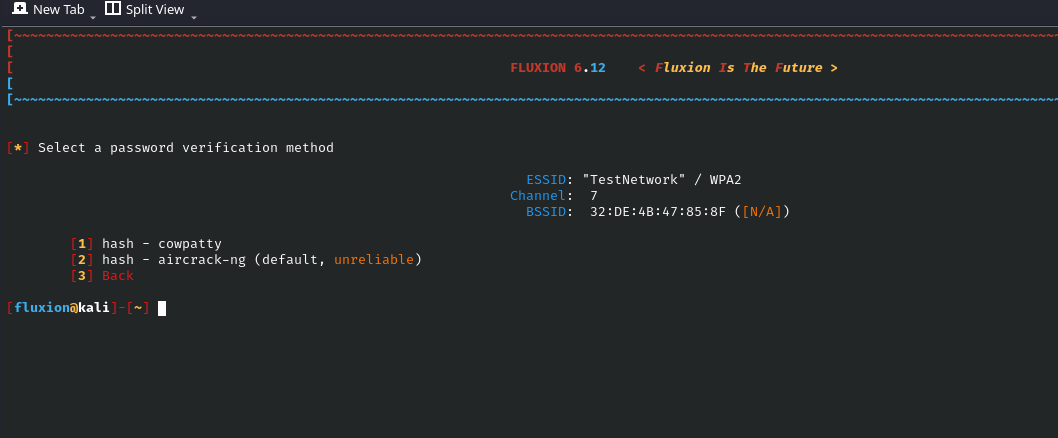 New Tab Split View
[~~~~~~~~~~~~~~~~~~~~~~~~~~~~~~~~~~~~~~~~~~~~~~~~~~~~~~~~~~~~~~~~~~~~~~~~~~~~~~~~~~~~~~~~~~~~~~~~~~~~~~~~~~~~~~~~~~~~~~~~~~~~~~~~~~~
[
[ FLUXION 6.12 < Fluxion Is The Future >
[
[~~~~~~~~~~~~~~~~~~~~~~~~~~~~~~~~~~~~~~~~~~~~~~~~~~~~~~~~~~~~~~~~~~~~~~~~~~~~~~~~~~~~~~~~~~~~~~~~~~~~~~~~~~~~~~~~~~~~~~~~~~~~~~~~~~~
[*] Select a password verification method
ESSID: "TestNetwork" / WPA2
Channel: 7
BSSID: 32:DE:4B:47:85:8F ([N/A])
[1] hash - cowpatty
[2] hash - aircrack-ng (default, unreliable)
[3] Back
[fluxion@kali]-[~]